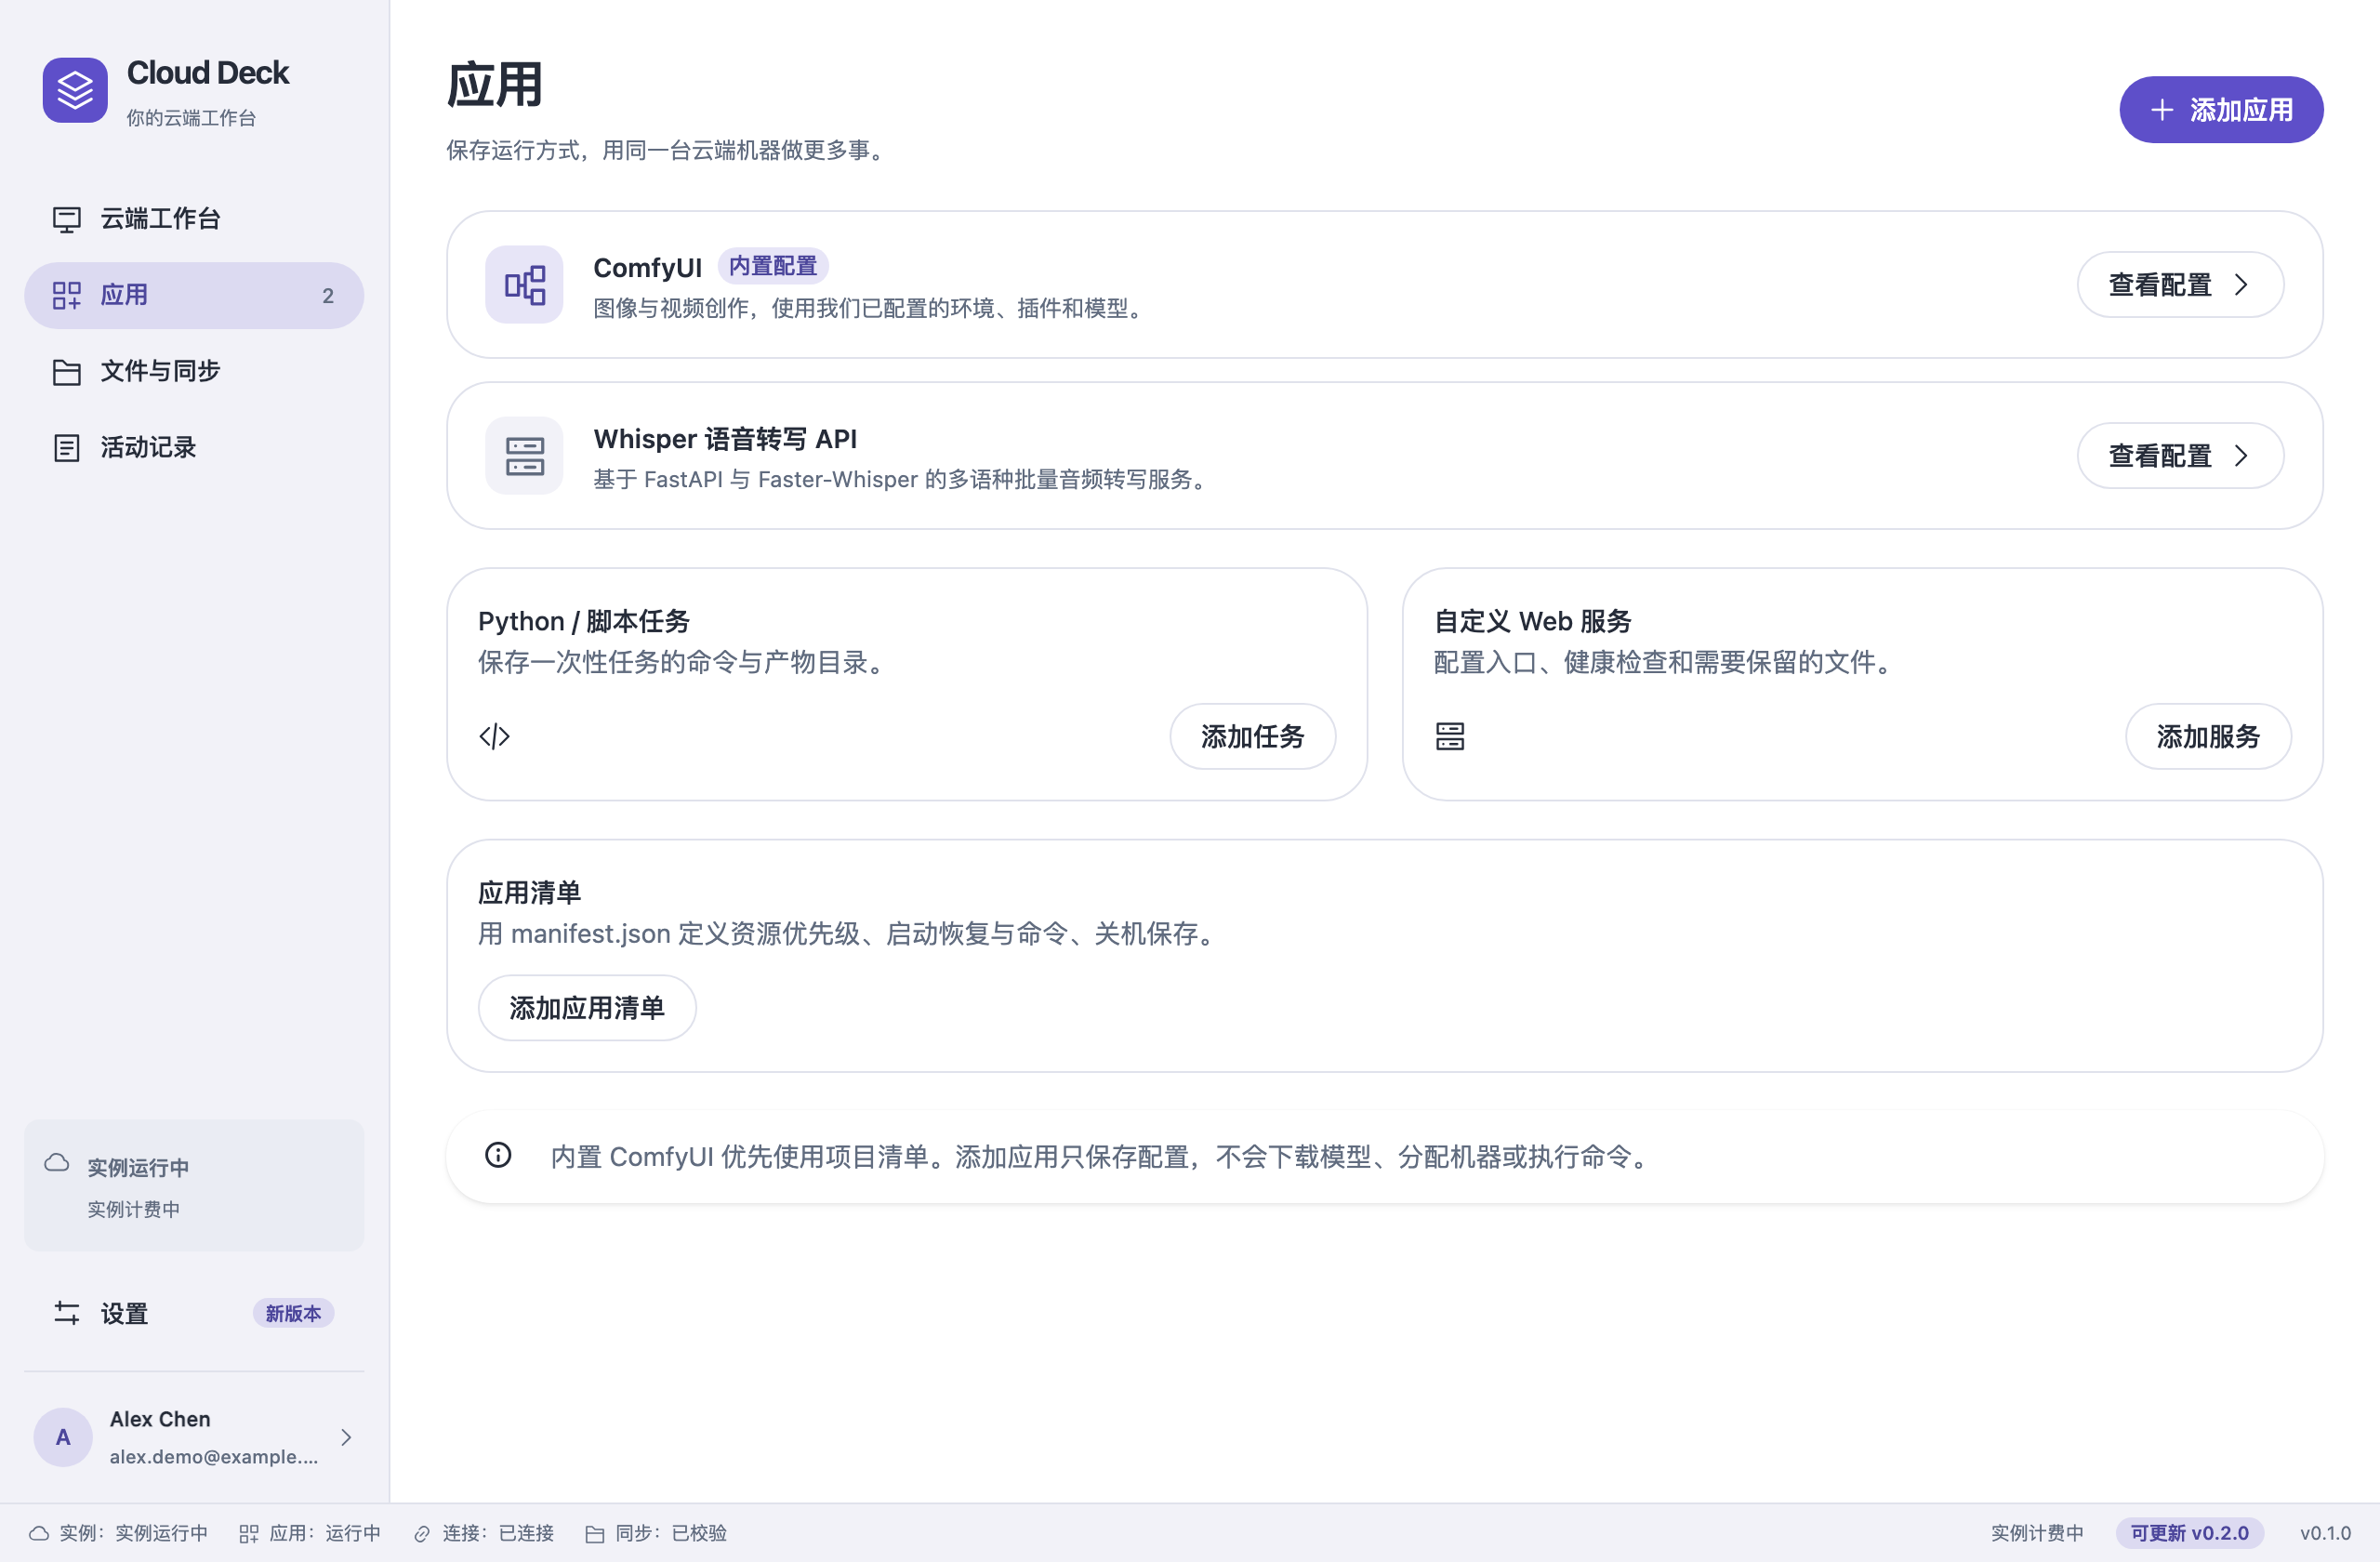 Cloud Deck
你的云端工作台
云端工作台
应用 2
文件与同步
活动记录
实例运行中
实例计费中
设置 新版本
A
Alex Chen
alex.demo@example....
应用
保存运行方式，用同一台云端机器做更多事。
添加应用
ComfyUI 内置配置
图像与视频创作，使用我们已配置的环境、插件和模型。
查看配置
Whisper 语音转写 API
基于 FastAPI 与 Faster-Whisper 的多语种批量音频转写服务。
查看配置
Python / 脚本任务
保存一次性任务的命令与产物目录。
添加任务
自定义 Web 服务
配置入口、健康检查和需要保留的文件。
添加服务
应用清单
用 manifest.json 定义资源优先级、启动恢复与命令、关机保存。
添加应用清单
内置 ComfyUI 优先使用项目清单。添加应用只保存配置，不会下载模型、分配机器或执行命令。
实例：实例运行中 应用：运行中 连接：已连接 同步：已校验 实例计费中 可更新 v0.2.0 v0.1.0